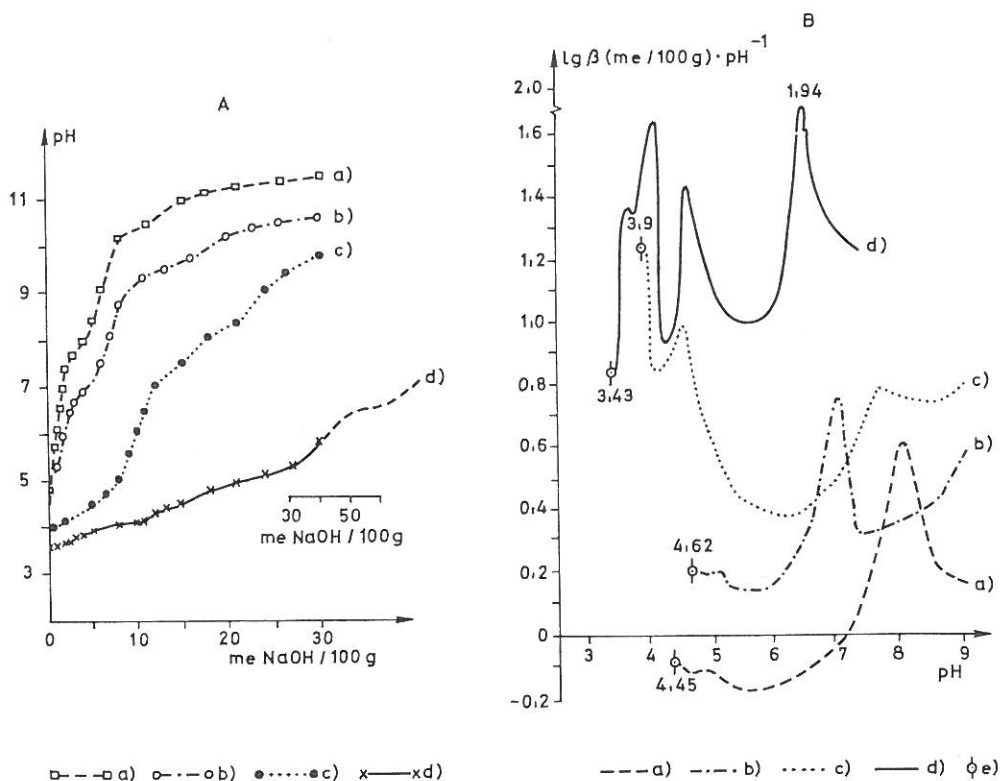 A
pH
11
9
7
5
3
0
10
20
30
me NaOH / 100 g
a)
b)
c)
d)
30 40 50
me NaOH / 100 g
a) b) c) d)
B
lg β (me / 100 g) · pH⁻¹
2,0
1,6
1,4
1,2
1,0
0,8
0,6
0,4
0,2
0
-0,2
3 4 5 6 7 8 9
pH
1,94
3,9
3,43
4,62
4,45
d)
c)
b)
a)
a) b) c) d) e)